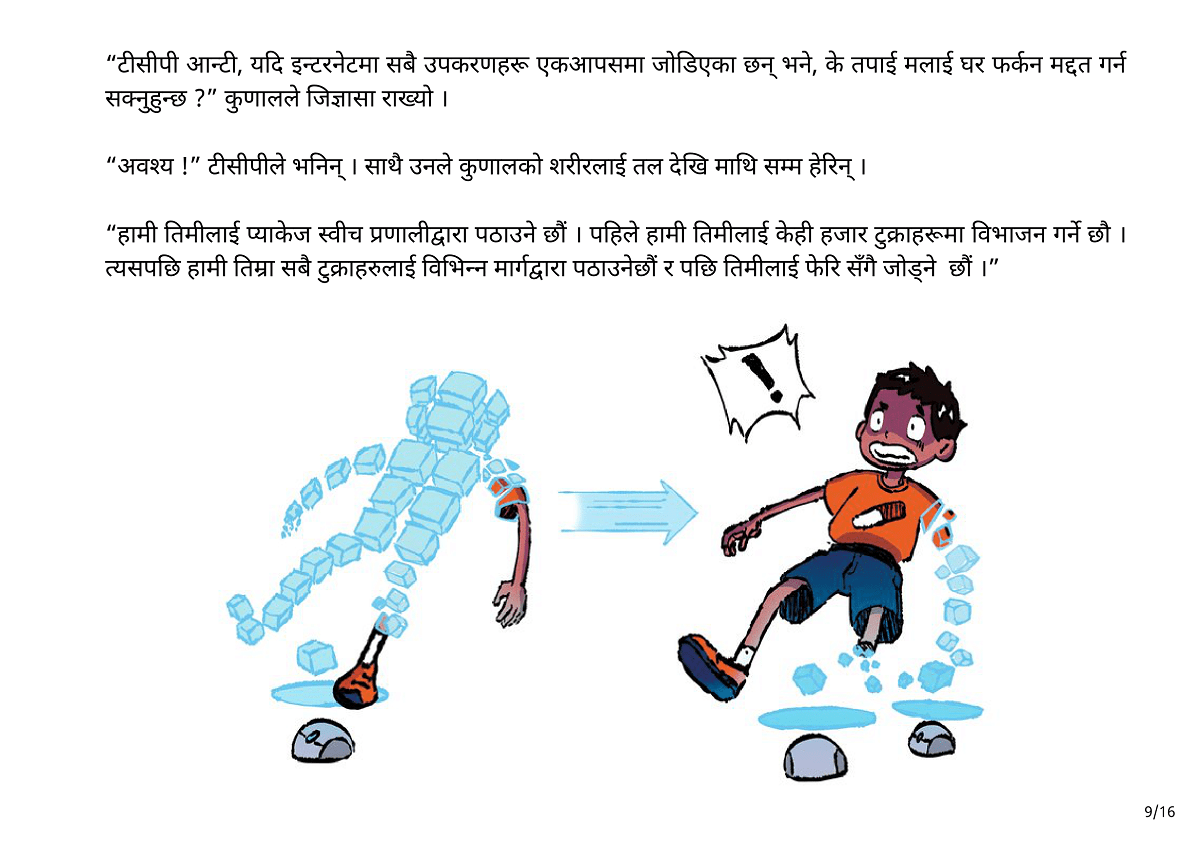 “टीसीपी आन्टी, यदि इन्टरनेटमा सबै उपकरणहरू एकआपसमा जोडिएका छन् भने, के तपाई मलाई घर फर्कन मद्दत गर्न
सक्नुहुन्छ ?” कुणालले जिज्ञासा राख्यो ।
“अवश्य !” टीसीपीले भनिन् । साथै उनले कुणालको शरीरलाई तल देखि माथि सम्म हेरिन् ।
“हामी तिमीलाई प्याकेज स्वीच प्रणालीद्वारा पठाउने छौं । पहिले हामी तिमीलाई केही हजार टुक्राहरूमा विभाजन गर्ने छौ ।
त्यसपछि हामी तिम्रा सबै टुक्राहरुलाई विभिन्न मार्गद्वारा पठाउनेछौं र पछि तिमीलाई फेरि सँगै जोड्ने छौं ।”
!
9/16